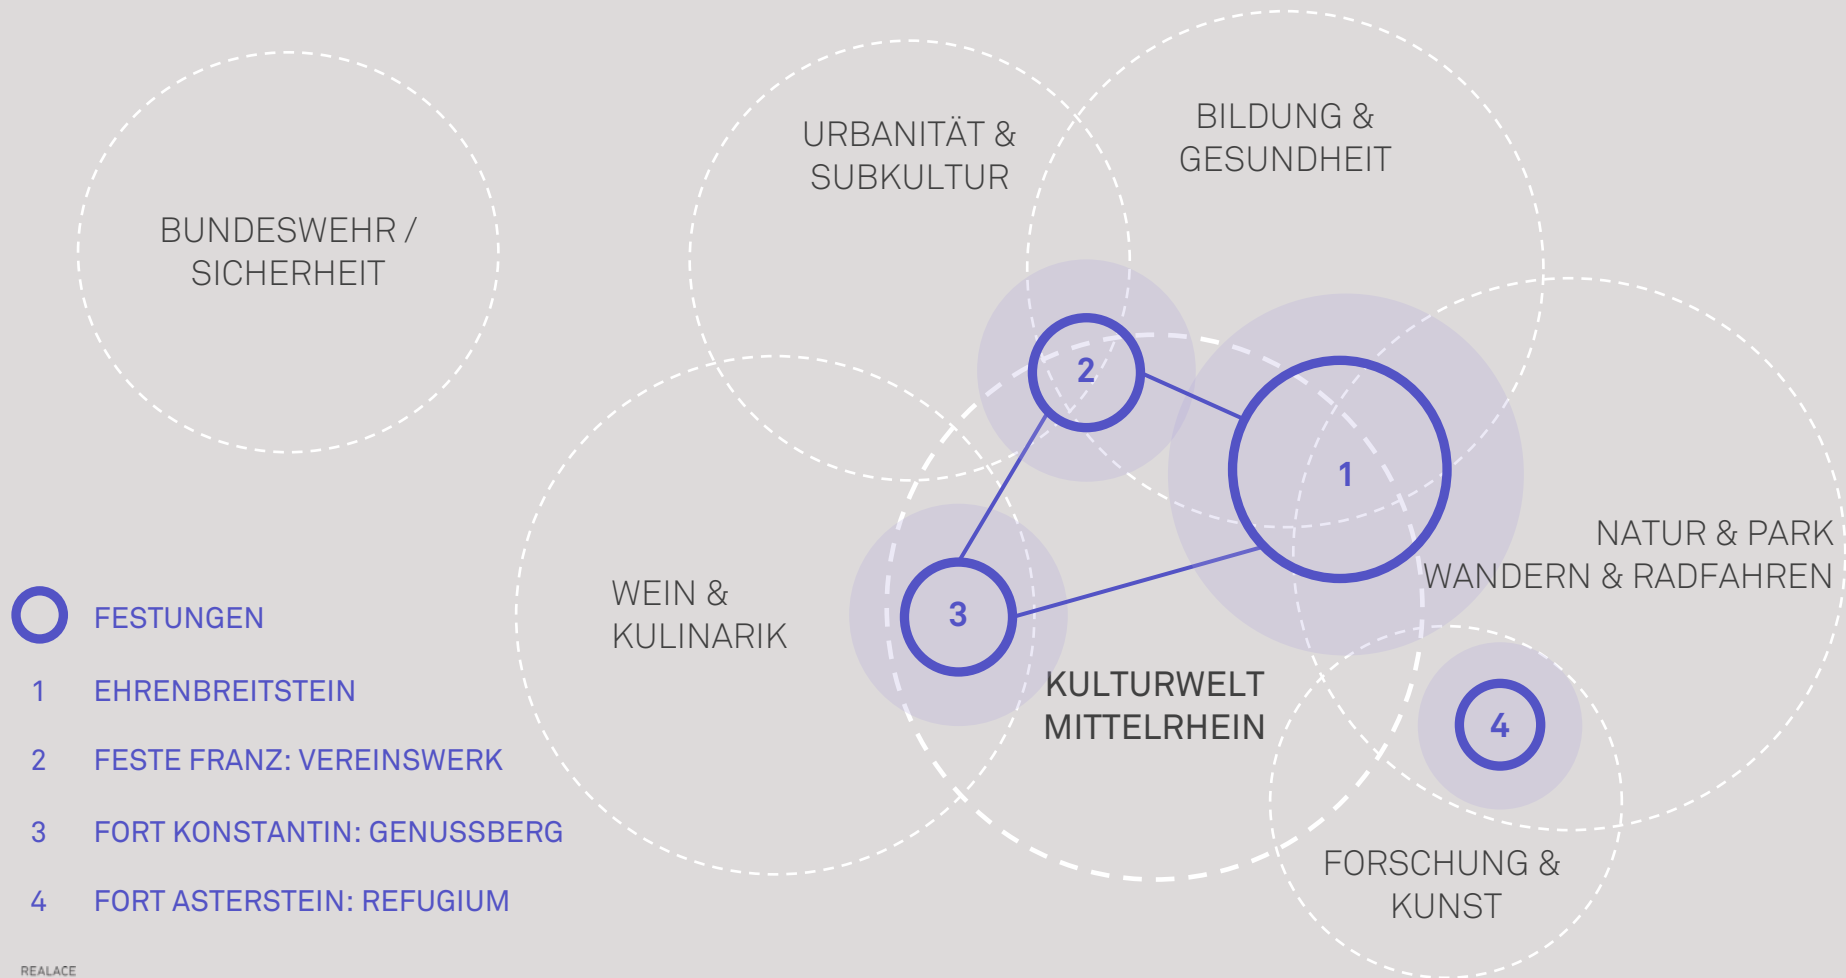 URBANITÄT &
SUBKULTUR
BILDUNG &
GESUNDHEIT
BUNDESWEHR /
SICHERHEIT
2
1
NATUR & PARK
WANDERN & RADFAHREN
WEIN &
KULINARIK
3
KULTURWELT
MITTELRHEIN
4
FORSCHUNG &
KUNST
FESTUNGEN
1 EHRENBREITSTEIN
2 FESTE FRANZ: VEREINSWERK
3 FORT KONSTANTIN: GENUSSBERG
4 FORT ASTERSTEIN: REFUGIUM
REALACE